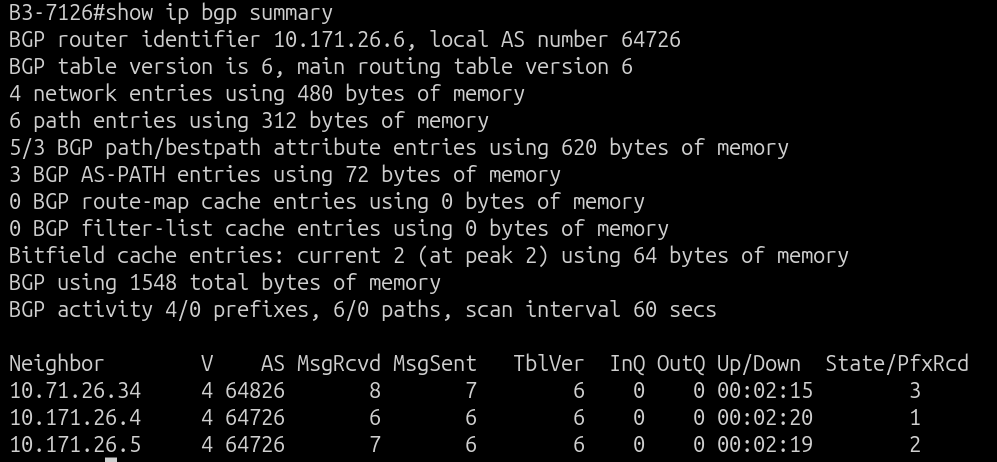 B3-7126#show ip bgp summary
BGP router identifier 10.171.26.6, local AS number 64726
BGP table version is 6, main routing table version 6
4 network entries using 480 bytes of memory
6 path entries using 312 bytes of memory
5/3 BGP path/bestpath attribute entries using 620 bytes of memory
3 BGP AS-PATH entries using 72 bytes of memory
0 BGP route-map cache entries using 0 bytes of memory
0 BGP filter-list cache entries using 0 bytes of memory
Bitfield cache entries: current 2 (at peak 2) using 64 bytes of memory
BGP using 1548 total bytes of memory
BGP activity 4/0 prefixes, 6/0 paths, scan interval 60 secs

Neighbor        V    AS MsgRcvd MsgSent   TblVer  InQ OutQ Up/Down  State/PfxRcd
10.71.26.34     4 64826       8       7        6    0    0 00:02:15        3
10.171.26.4     4 64726       6       6        6    0    0 00:02:20        1
10.171.26.5     4 64726       7       6        6    0    0 00:02:19        2